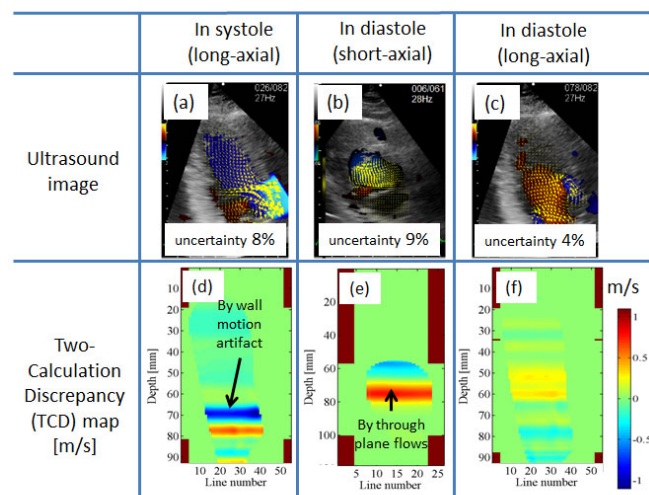 In systole
(long-axial)
In diastole
(short-axial)
In diastole
(long-axial)
Ultrasound
image
(a)
026/082
27Hz
uncertainty 8%
(b)
006/061
28Hz
uncertainty 9%
(c)
078/082
27Hz
uncertainty 4%
Two-
Calculation
Discrepancy
(TCD) map
[m/s]
(d)
By wall
motion
artifact
Depth [mm]
10
20
30
40
50
60
70
80
90
10 20 30 40 50
Line number
(e)
By through
plane flows
Depth [mm]
20
40
60
80
100
120
5 10 15 20 25
Line number
(f)
Depth [mm]
10
20
30
40
50
60
70
80
90
10 20 30 40 50
Line number
m/s
1
0.5
0
-0.5
-1